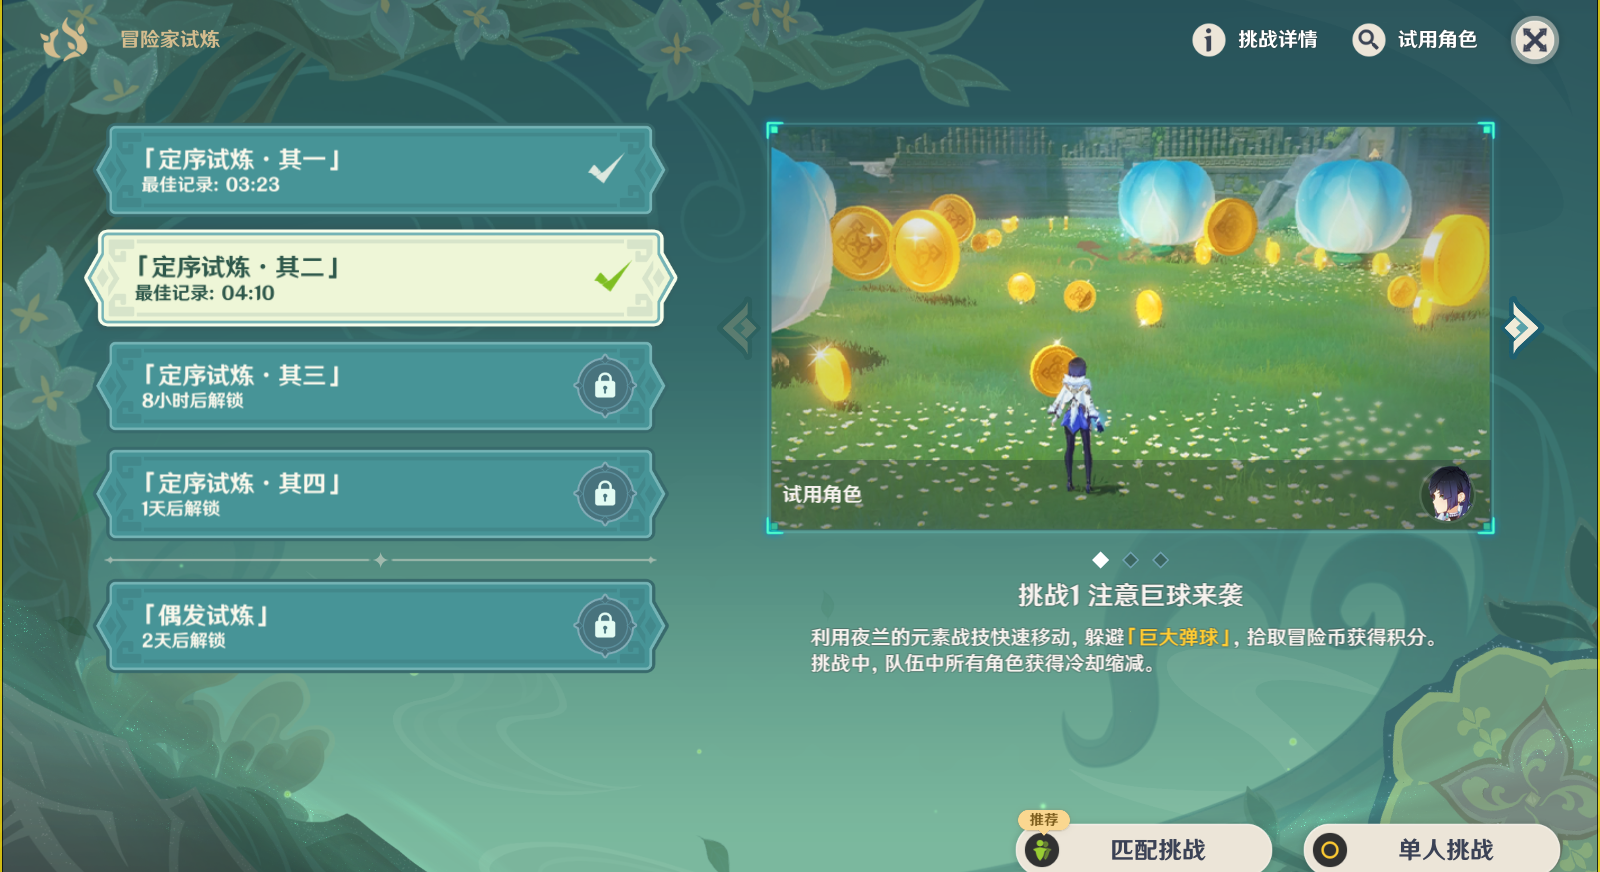 冒险家试炼
挑战详情
试用角色
「定序试炼·其一」
最佳记录: 03:23
「定序试炼·其二」
最佳记录: 04:10
「定序试炼·其三」
8小时后解锁
「定序试炼·其四」
1天后解锁
「偶发试炼」
2天后解锁
试用角色
挑战1 注意巨球来袭
利用夜兰的元素战技快速移动, 躲避「巨大弹球」, 拾取冒险币获得积分。
挑战中, 队伍中所有角色获得冷却缩减。
推荐
匹配挑战
单人挑战